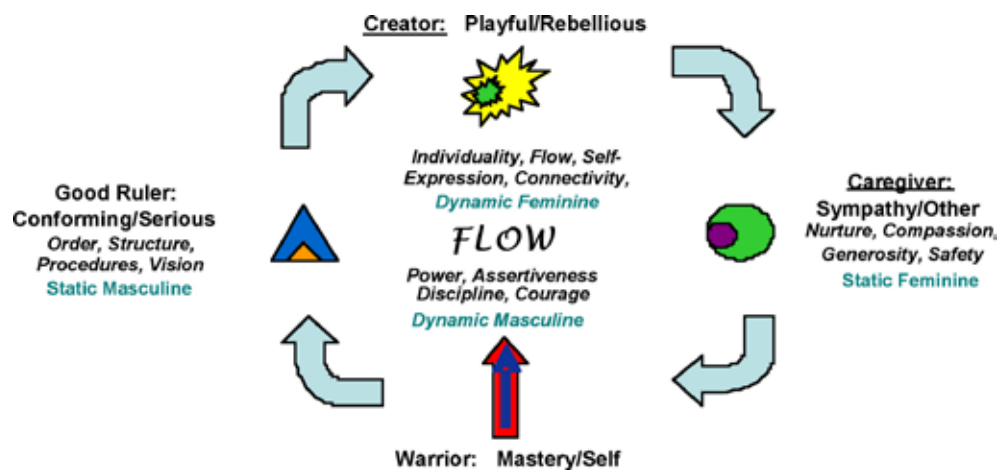 Creator: Playful/Rebellious
Individuality, Flow, Self-
Expression, Connectivity,
Dynamic Feminine
Good Ruler:
Conforming/Serious
Order, Structure,
Procedures, Vision
Static Masculine
FLOW
Power, Assertiveness
Discipline, Courage
Dynamic Masculine
Caregiver:
Sympathy/Other
Nurture, Compassion,
Generosity, Safety
Static Feminine
Warrior: Mastery/Self